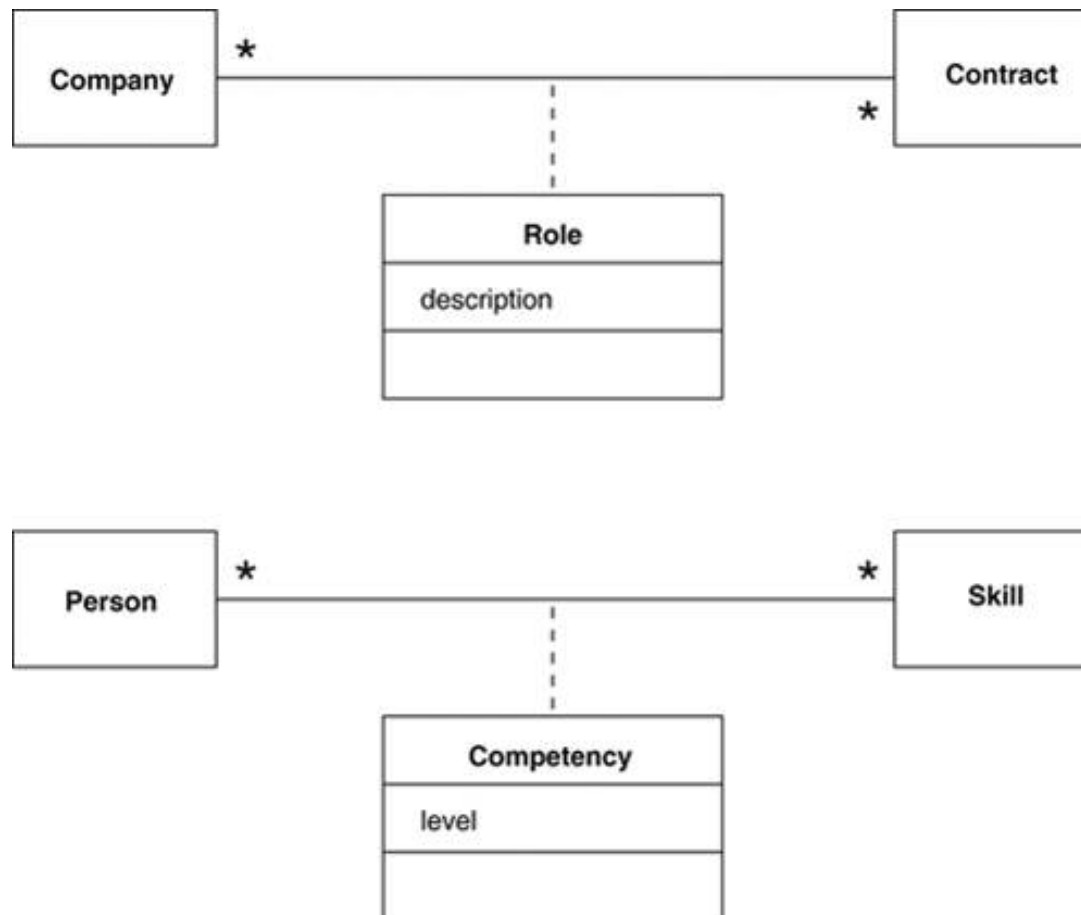 Company
*
Contract
*
Role
description
Person
*
*
Skill
Competency
level